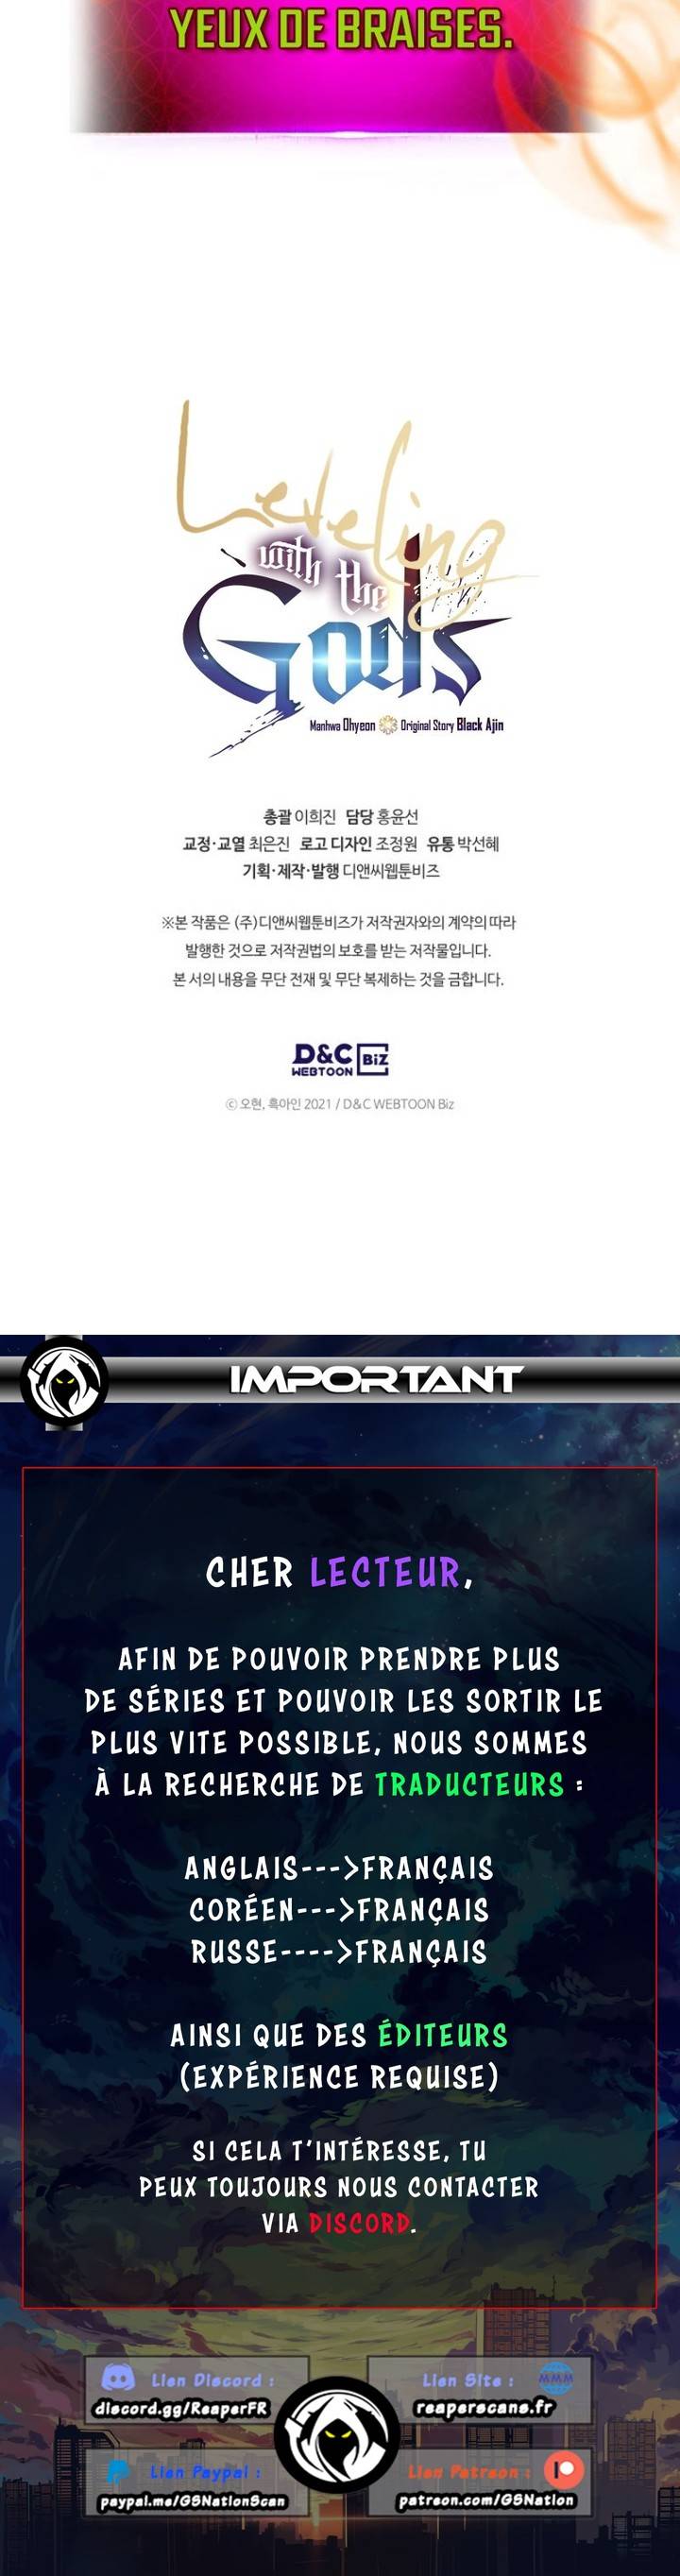 YEUX DE BRAISES.
Leveling
with the
Gods
Manhwa Ohyeon Original Story Black Ajin
총괄 이희진 담당 홍윤선
교정·교열 최은진 로고 디자인 조정원 유통 박선혜
기획·제작·발행 디앤씨웹툰비즈
※본 작품은 (주)디앤씨웹툰비즈가 저작권자와의 계약의 따라
발행한 것으로 저작권법의 보호를 받는 저작물입니다.
본 서의 내용을 무단 전재 및 무단 복제하는 것을 금합니다.
D&C
WEBTOON BiZ
ⓒ 오현, 흑아인 2021 / D&C WEBTOON Biz
IMPORTANT
CHER LECTEUR,
AFIN DE POUVOIR PRENDRE PLUS
DE SÉRIES ET POUVOIR LES SORTIR LE
PLUS VITE POSSIBLE, NOUS SOMMES
À LA RECHERCHE DE TRADUCTEURS :
ANGLAIS--->FRANÇAIS
CORÉEN--->FRANÇAIS
RUSSE---->FRANÇAIS
AINSI QUE DES ÉDITEURS
(EXPÉRIENCE REQUISE)
SI CELA T'INTÉRESSE, TU
PEUX TOUJOURS NOUS CONTACTER
VIA DISCORD.
Lien Discord :
discord.gg/ReaperFR
Lien Site :
reaperscans.fr
Lien Paypal :
paypal.me/GSNationScan
Lien Patreon :
patreon.com/GSNation